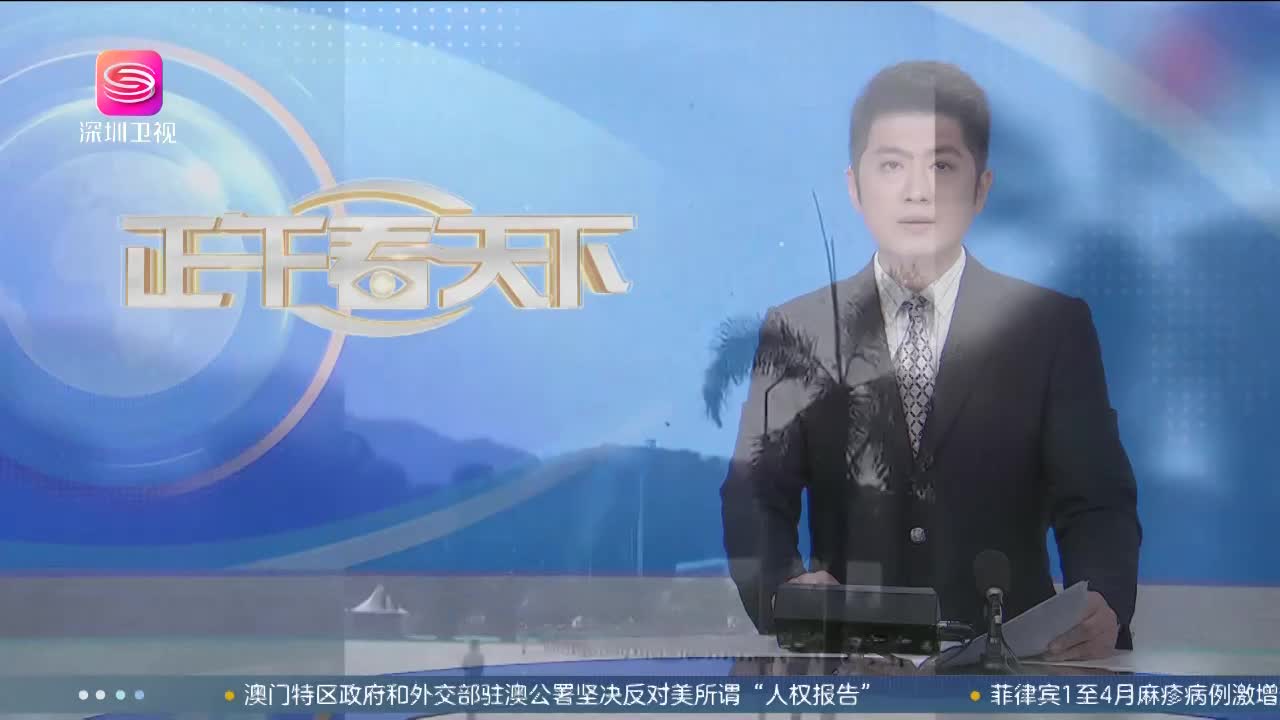 深圳卫视
正午看天下
澳门特区政府和外交部驻澳公署坚决反对美所谓“人权报告” 菲律宾1至4月麻疹病例激增